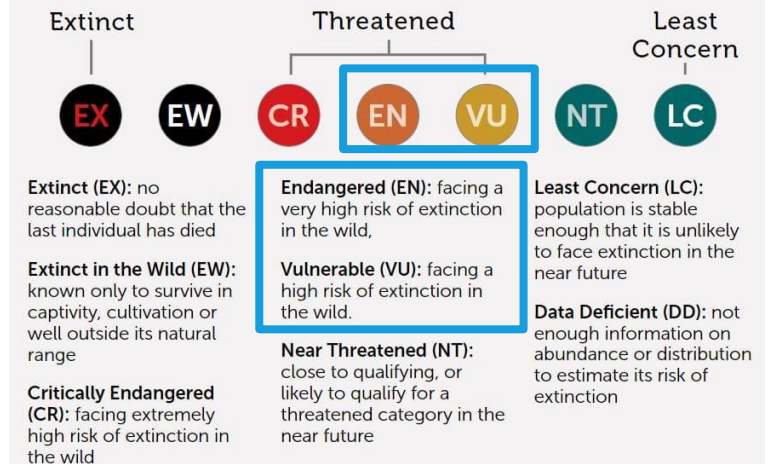 Extinct
Threatened
Least
Concern
EX
EW
CR
EN
VU
NT
LC
Extinct (EX): no
reasonable doubt that the
last individual has died
Extinct in the Wild (EW):
known only to survive in
captivity, cultivation or
well outside its natural
range
Critically Endangered
(CR): facing extremely
high risk of extinction in
the wild
Endangered (EN): facing a
very high risk of extinction
in the wild,
Vulnerable (VU): facing a
high risk of extinction in
the wild.
Near Threatened (NT):
close to qualifying, or
likely to qualify for a
threatened category in the
near future
Least Concern (LC):
population is stable
enough that it is unlikely
to face extinction in the
near future
Data Deficient (DD): not
enough information on
abundance or distribution
to estimate its risk of
extinction